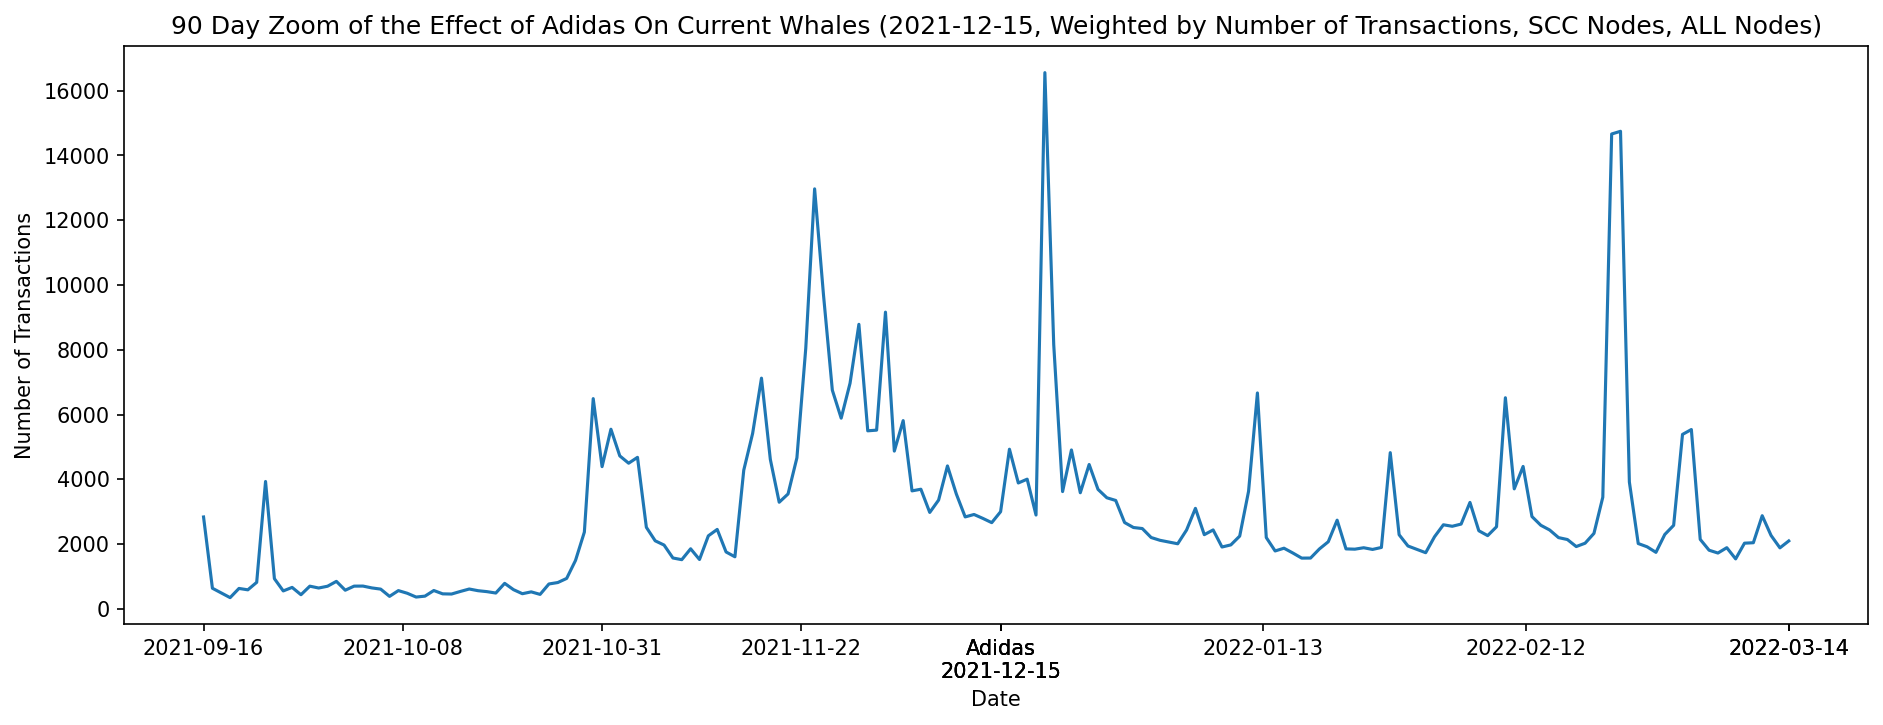 90 Day Zoom of the Effect of Adidas On Current Whales (2021-12-15, Weighted by Number of Transactions, SCC Nodes, ALL Nodes)
Number of Transactions
16000
14000
12000
10000
8000
6000
4000
2000
0
2021-09-16 2021-10-08 2021-10-31 2021-11-22 Adidas 2022-01-13 2022-02-12 2022-03-14
2021-12-15
Date